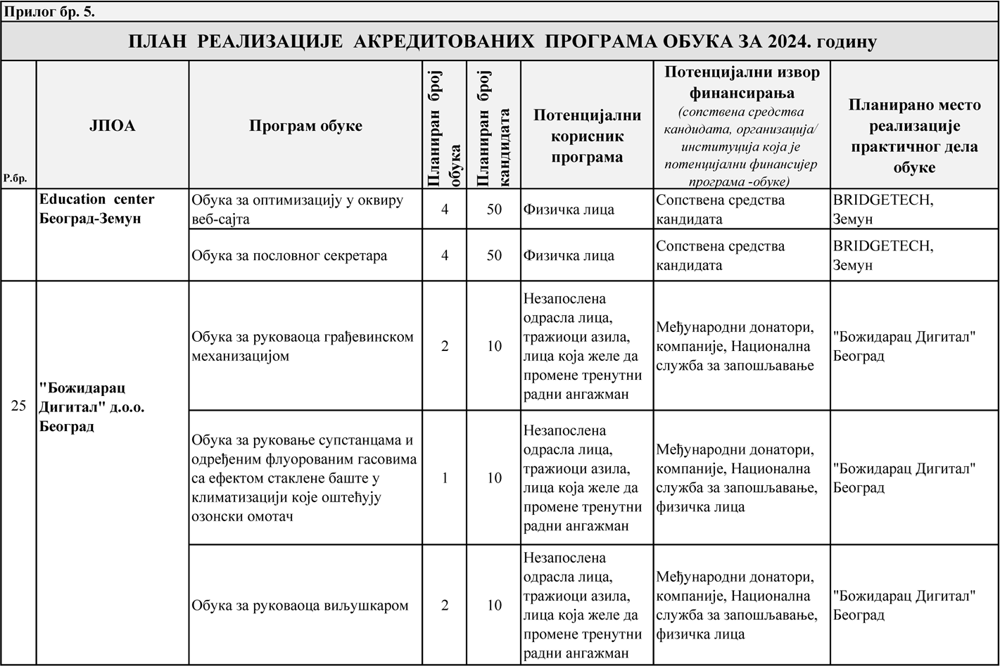 Прилог бр. 5.
ПЛАН РЕАЛИЗАЦИЈЕ АКРЕДИТОВАНИХ ПРОГРАМА ОБУКА ЗА 2024. годину
Р.бр.
ЈПОА
Програм обуке
Планиран број
обука
Планиран број
кандидата
Потенцијални
корисник
програма
Потенцијални извор
финансирања
(сопствена средства
кандидата, организација/
институција која је
потенцијални финансијер
програма -обуке)
Планирано место
реализације
практичног дела
обуке
Education center
Београд-Земун
Обука за оптимизацију у оквиру
веб-сајта
4
50
Физичка лица
Сопствена средства
кандидата
BRIDGETECH,
Земун
Обука за пословног секретара
4
50
Физичка лица
Сопствена средства
кандидата
BRIDGETECH,
Земун
25
"Божидарац
Дигитал" д.о.о.
Београд
Обука за руковаоца грађевинском
механизацијом
2
10
Незапослена
одрасла лица,
тражиоци азила,
лица која желе да
промене тренутни
радни ангажман
Међународни донатори,
компаније, Национална
служба за запошљавање
"Божидарац Дигитал"
Београд
Обука за руковање супстанцама и
одређеним флуорованим гасовима
са ефектом стаклене баште у
климатизацији које оштећују
озонски омотач
1
10
Незапослена
одрасла лица,
тражиоци азила,
лица која желе да
промене тренутни
радни ангажман
Међународни донатори,
компаније, Национална
служба за запошљавање,
физичка лица
"Божидарац Дигитал"
Београд
Обука за руковаоца виљушкаром
2
10
Незапослена
одрасла лица,
тражиоци азила,
лица која желе да
промене тренутни
радни ангажман
Међународни донатори,
компаније, Национална
служба за запошљавање,
физичка лица
"Божидарац Дигитал"
Београд